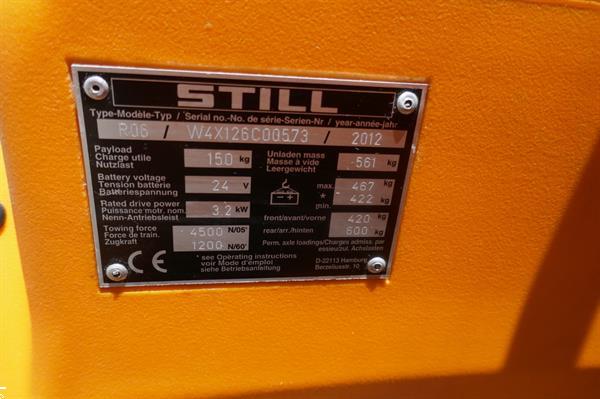 STILL
Type-Modèle-Typ / Serial no.-No. de série-Serien-Nr / year-année-jahr
R06 / W4X126C00573 / 2012
Payload
Charge utile
Nutzlast
150 kg
Unladen mass
Masse à vide
Leergewicht
561 kg
Battery voltage
Tension batterie
Batteriespannung
24 V
max. 467 kg
* min. 422 kg
Rated drive power
Puissance motr. nom.
Nenn-Antriebsleist
3.2 kW
front/avant/vorne 420 kg
rear/arr./hinten 600 kg
Towing force
Force de train.
Zugkraft
4500 N/05'
1200 N/60'
Perm. axle loadings/Charges admiss. par
essieu/zul. Achslasten
CE
* see Operating instructions
voir Mode d'emploi
siehe Betriebsanleitung
D-22113 Hamburg
Berzeliusstr. 10